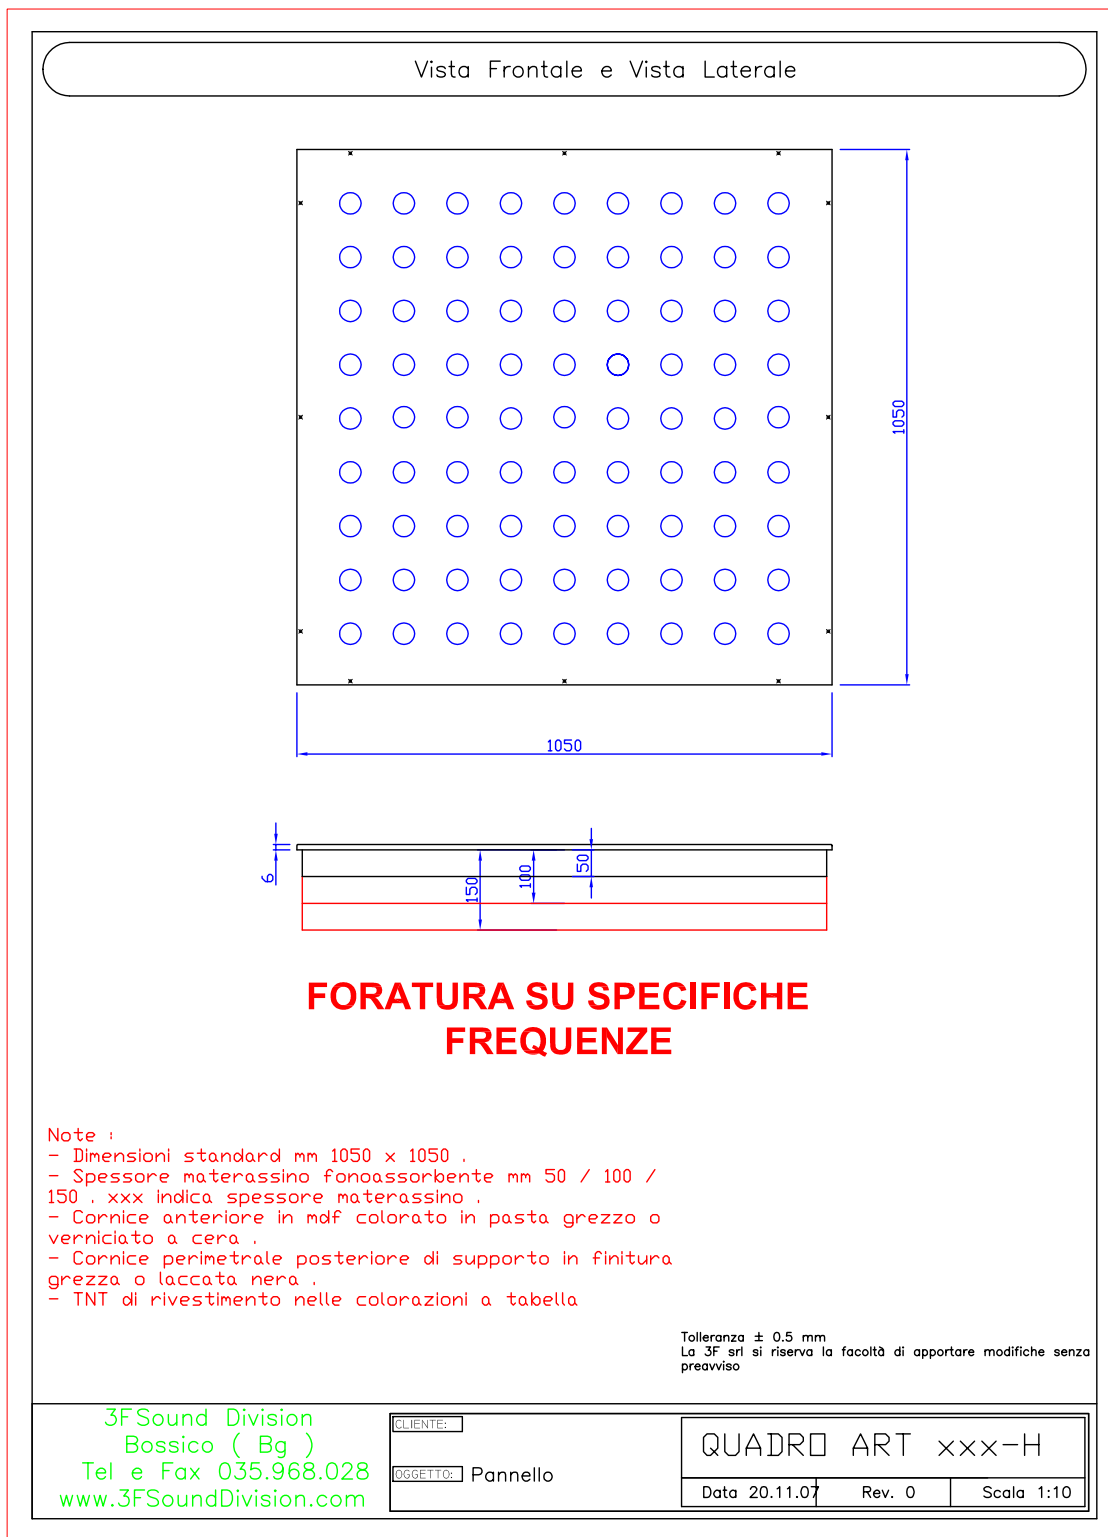 Vista Frontale e Vista Laterale
1050
1050
6
150
100
50
FORATURA SU SPECIFICHE
FREQUENZE
Note :
- Dimensioni standard mm 1050 x 1050 .
- Spessore materassino fonoassorbente mm 50 / 100 /
150 . xxx indica spessore materassino .
- Cornice anteriore in mdf colorato in pasta grezzo o
verniciato a cera .
- Cornice perimetrale posteriore di supporto in finitura
grezza o laccata nera .
- TNT di rivestimento nelle colorazioni a tabella
Tolleranza ± 0.5 mm
La 3F srl si riserva la facoltà di apportare modifiche senza
preavviso
3FSound Division
Bossico ( Bg )
Tel e Fax 035.968.028
www.3FSoundDivision.com
CLIENTE:
OGGETTO: Pannello
QUADRO ART xxx-H
Data 20.11.07 Rev. 0 Scala 1:10